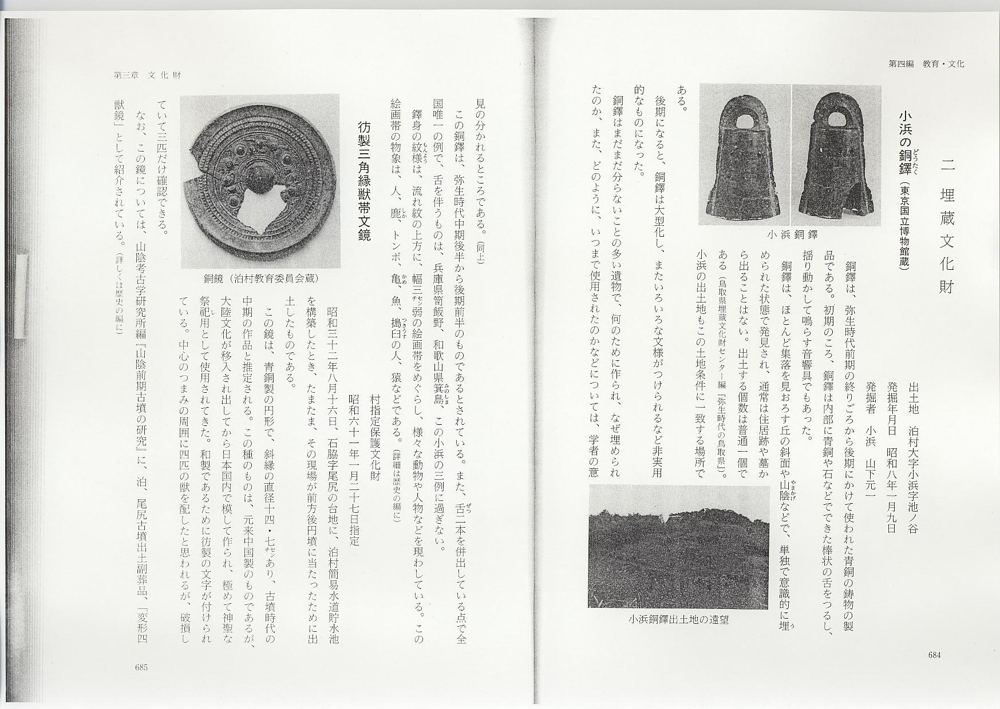 第四編　教育・文化
二　埋蔵文化財
小浜の銅鐸（東京国立博物館蔵）
どうたく
出土地　泊村大字小浜字池ノ谷
発掘年月日　昭和八年一月九日
発掘者　小浜　山下元一
小浜銅鐸
銅鐸は、弥生時代前期の終りごろから後期にかけて使われた青銅の鋳物の製
品である。初期のころ、銅鐸は内部に青銅や石などでできた棒状の舌をつるし、
揺り動かして鳴らす音響具でもあった。
銅鐸は、ほとんど集落を見おろす丘の斜面や山陰などで、単独で意識的に埋
やまかげ
う
められた状態で発見され、通常は住居跡や墓か
ら出ることはない。出土する個数は普通一個で
ある（鳥取県埋蔵文化財センター編『弥生時代の鳥取県』）。
小浜の出土地もこの土地条件に一致する場所で
ある。
後期になると、銅鐸は大型化し、またいろいろな文様がつけられるなど非実用
的なものになった。
銅鐸はまだまだ分らないことの多い遺物で、何のために作られ、なぜ埋められ
たのか、また、どのように、いつまで使用されたのかなどについては、学者の意
小浜銅鐸出土地の遠望
684
第三章　文化財
見の分かれるところである。（同上）
この銅鐸は、弥生時代中期後半から後期前半のものであるとされている。また、舌二本を併出している点で全
ぜつ
国唯一の例で、舌を伴うものは、兵庫県笥飯野、和歌山県箕島、この小浜の三例に過ぎない。
みのしま
鐸身の紋様は、流れ紋の上方に、幅三㌢弱の絵画帯をめぐらし、様々な動物や人物などを現わしている。この
もんよう
絵画帯の物象は、人、鹿、トンボ、亀、魚、搗臼の人、猿などである。（詳細は歴史の編に）
しか
かめ
つきうす
彷製三角縁獣帯文鏡
村指定保護文化財
昭和六十一年一月二十七日指定
銅鏡（泊村教育委員会蔵）
昭和三十二年八月十六日、石脇字尾尻の台地に、泊村簡易水道貯水池
を構築したとき、たまたま、その現場が前方後円墳に当たったために出
土したものである。
この鏡は、青銅製の円形で、斜縁の直径十四・七㌢あり、古墳時代の
中期の作品と推定される。この種のものは、元来中国製のものであるが、
大陸文化が移入され出してから日本国内で模して作られ、極めて神聖な
祭祀用として使用されてきた。和製であるために彷製の文字が付けられ
し
ている。中心のつまみの周囲に四匹の獣を配したと思われるが、破損し
ていて三匹だけ確認できる。
なお、この鏡については、山陰考古学研究所編『山陰前期古墳の研究』に、泊、尾尻古墳出土副葬品、「変形四
獣鏡」として紹介されている。（詳しくは歴史の編に）
685